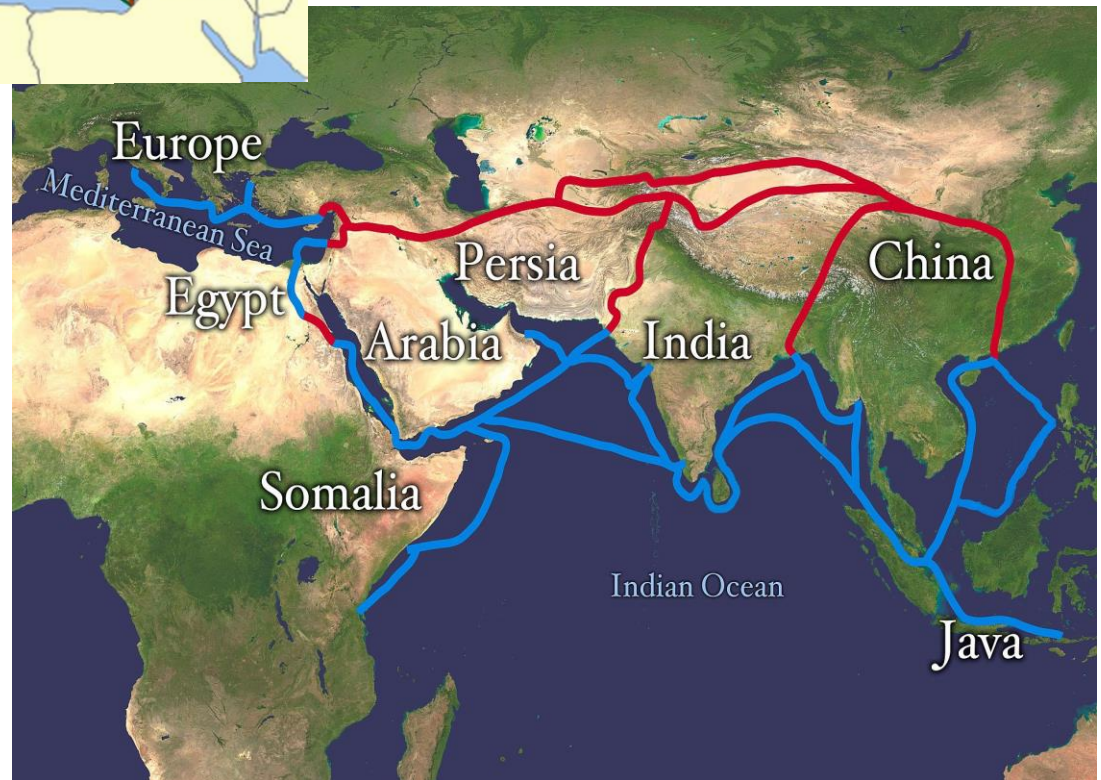 Europe
Mediterranean Sea
Egypt
Persia
China
Arabia
India
Somalia
Indian Ocean
Java